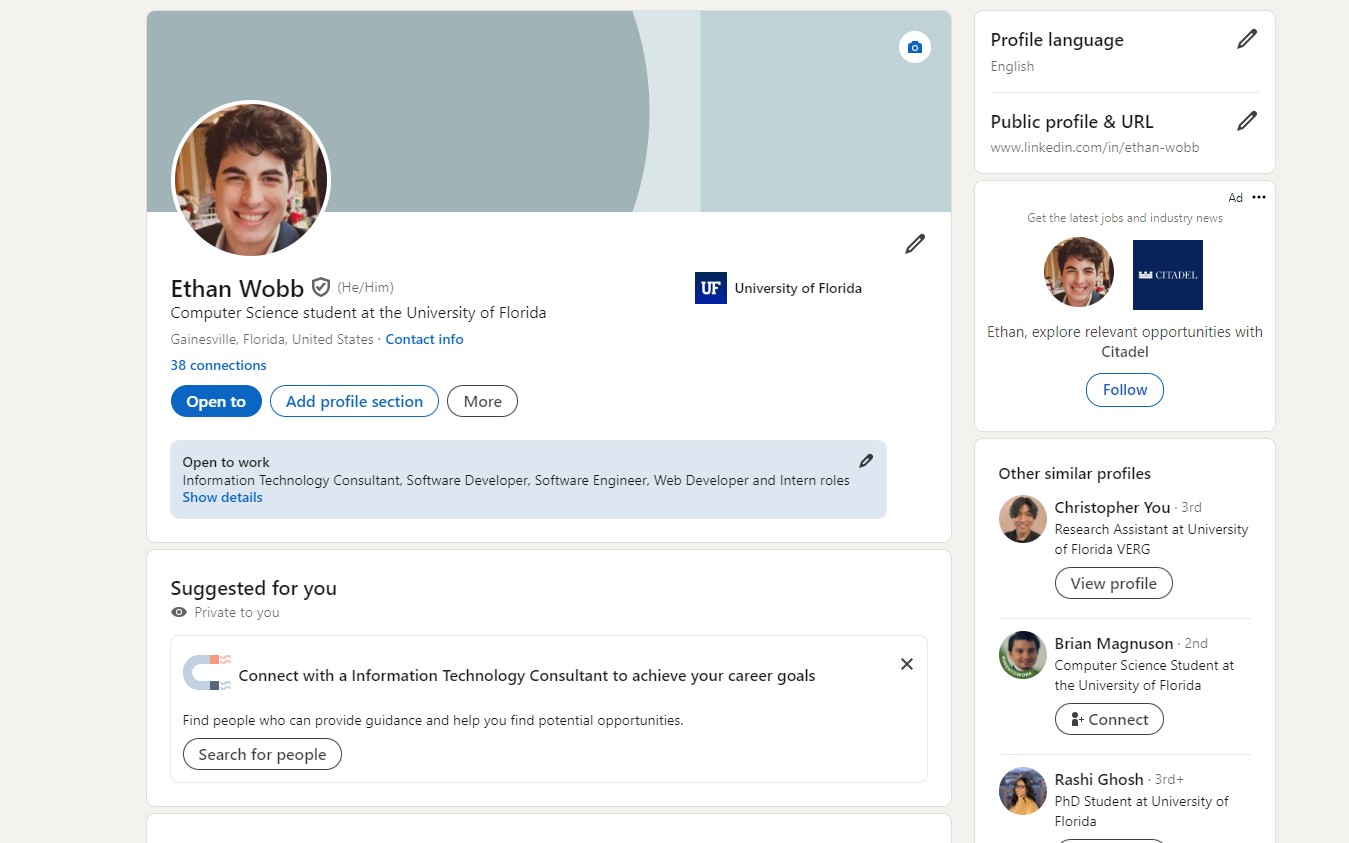 Ethan Wobb (He/Him)
Computer Science student at the University of Florida
Gainesville, Florida, United States · Contact info
38 connections
Open to
Add profile section
More
UF University of Florida
Open to work
Information Technology Consultant, Software Developer, Software Engineer, Web Developer and Intern roles
Show details
Suggested for you
Private to you
Connect with a Information Technology Consultant to achieve your career goals
Find people who can provide guidance and help you find potential opportunities.
Search for people
Profile language
English
Public profile & URL
www.linkedin.com/in/ethan-wobb
Ad
Get the latest jobs and industry news
CITADEL
Ethan, explore relevant opportunities with
Citadel
Follow
Other similar profiles
Christopher You · 3rd
Research Assistant at University
of Florida VERG
View profile
Brian Magnuson · 2nd
Computer Science Student at
the University of Florida
Connect
Rashi Ghosh · 3rd+
PhD Student at University of
Florida